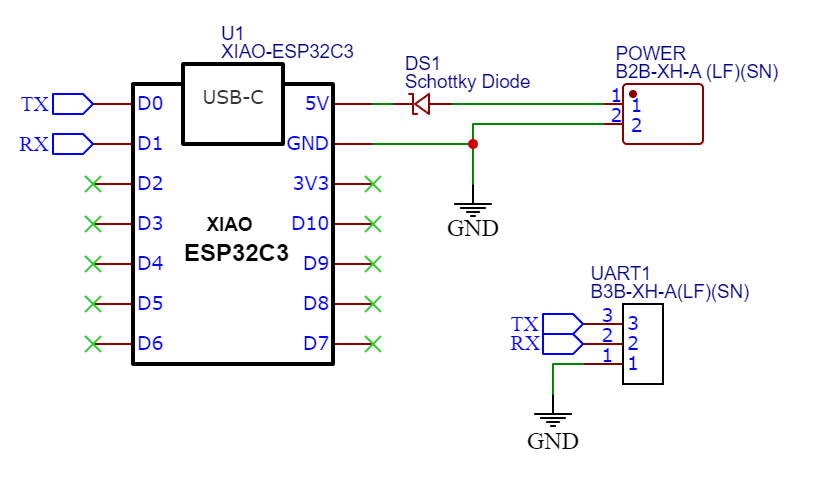 U1
XIAO-ESP32C3
USB-C
TX
RX
D0
D1
D2
D3
D4
D5
D6
5V
GND
3V3
D10
D9
D8
D7
XIAO
ESP32C3
DS1
Schottky Diode
POWER
B2B-XH-A (LF)(SN)
1 1
2 2
GND
UART1
B3B-XH-A(LF)(SN)
TX 3 3
RX 2 2
1 1
GND